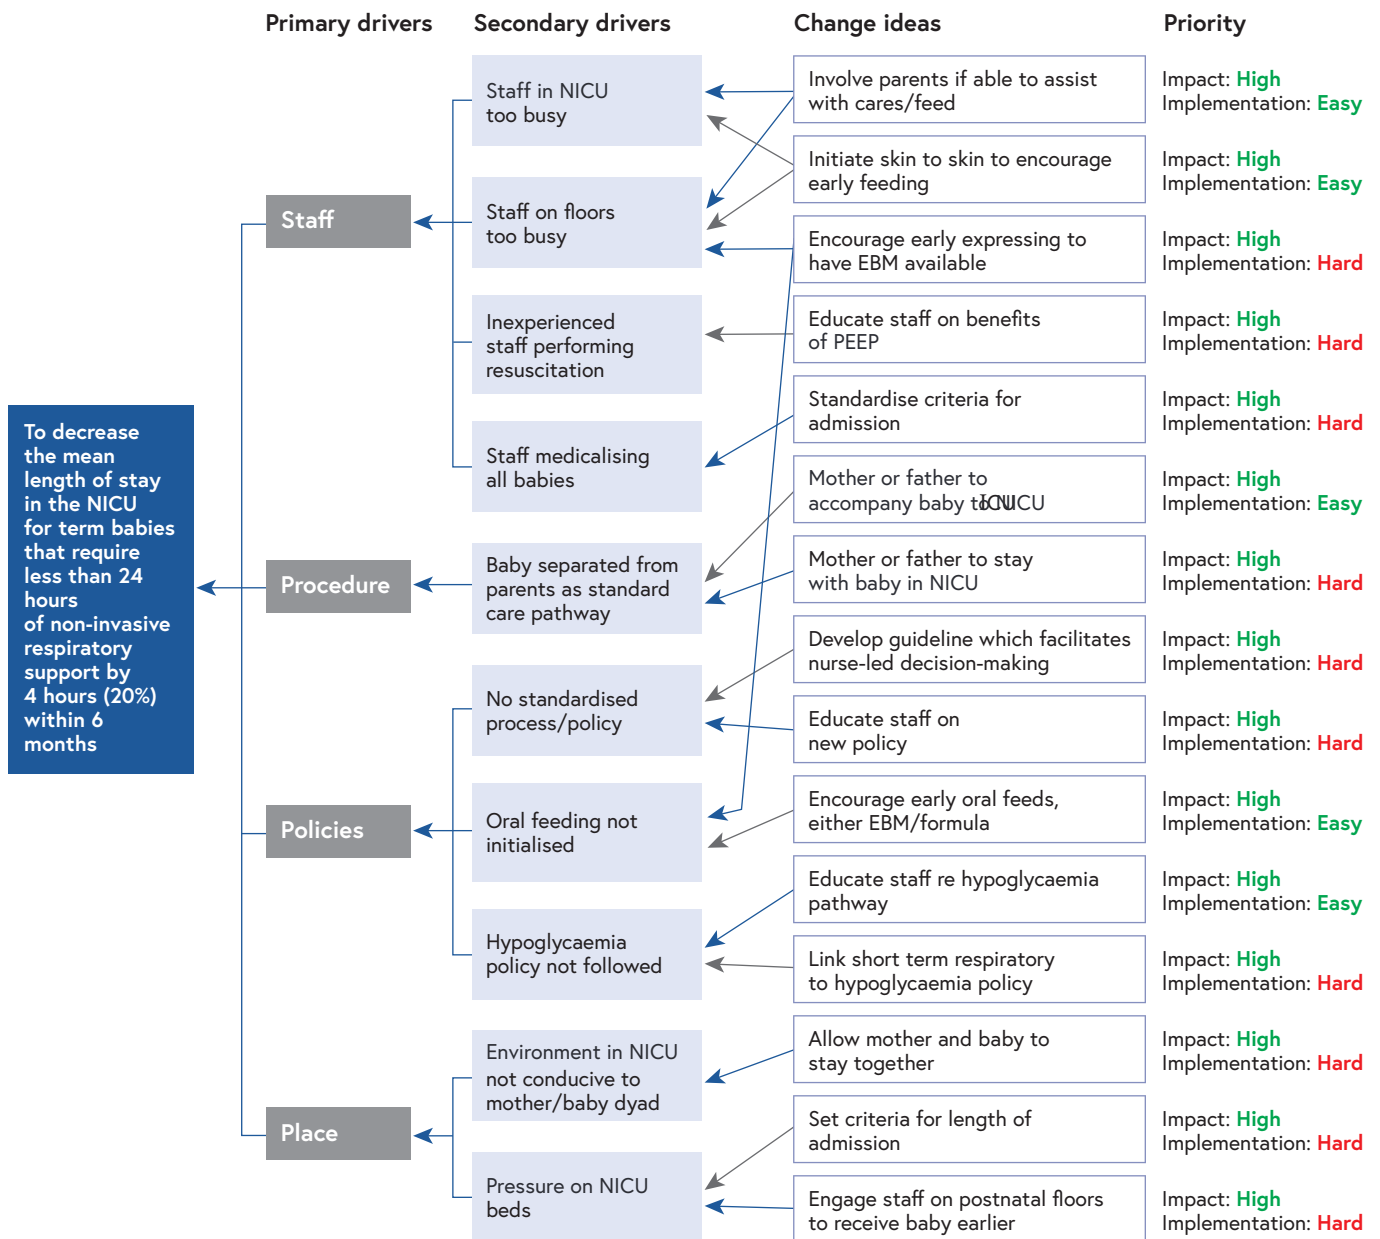 Primary drivers
Secondary drivers
Change ideas
Priority
To decrease
the mean
length of stay
in the NICU
for term babies
that require
less than 24
hours
of non-invasive
respiratory
support by
4 hours (20%)
within 6
months
Staff
Procedure
Policies
Place
Staff in NICU
too busy
Staff on floors
too busy
Inexperienced
staff performing
resuscitation
Staff medicalising
all babies
Baby separated from
parents as standard
care pathway
No standardised
process/policy
Oral feeding not
initialised
Hypoglycaemia
policy not followed
Environment in NICU
not conducive to
mother/baby dyad
Pressure on NICU
beds
Involve parents if able to assist
with cares/feed
Impact: High
Implementation: Easy
Initiate skin to skin to encourage
early feeding
Impact: High
Implementation: Easy
Encourage early expressing to
have EBM available
Impact: High
Implementation: Hard
Educate staff on benefits
of PEEP
Impact: High
Implementation: Hard
Standardise criteria for
admission
Impact: High
Implementation: Hard
Mother or father to
accompany baby to NICU
Impact: High
Implementation: Easy
Mother or father to stay
with baby in NICU
Impact: High
Implementation: Hard
Develop guideline which facilitates
nurse-led decision-making
Impact: High
Implementation: Hard
Educate staff on
new policy
Impact: High
Implementation: Hard
Encourage early oral feeds,
either EBM/formula
Impact: High
Implementation: Easy
Educate staff re hypoglycaemia
pathway
Impact: High
Implementation: Easy
Link short term respiratory
to hypoglycaemia policy
Impact: High
Implementation: Hard
Allow mother and baby to
stay together
Impact: High
Implementation: Hard
Set criteria for length of
admission
Impact: High
Implementation: Hard
Engage staff on postnatal floors
to receive baby earlier
Impact: High
Implementation: Hard